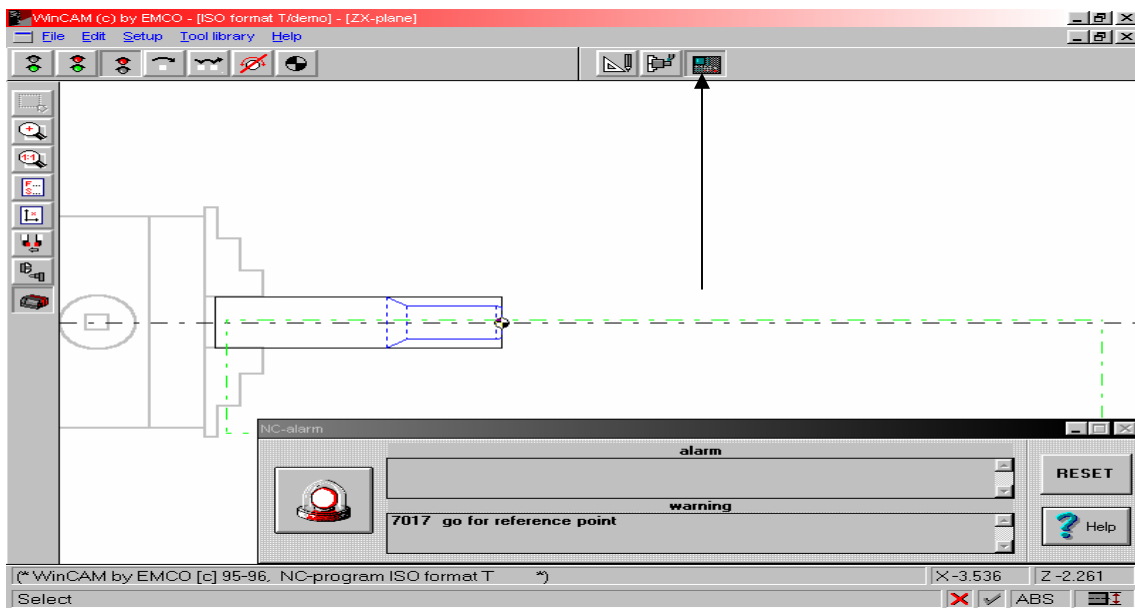 WinCAM (c) by EMCO - [ISO format T/demo] - [ZX-plane]
File Edit Setup Tool library Help
+
1:1
F...
S...
NC-alarm
alarm
RESET
warning
7017 go for reference point
? Help
(* WinCAM by EMCO [c] 95-96, NC-program ISO format T *)
X-3.536 Z-2.261
Select
ABS